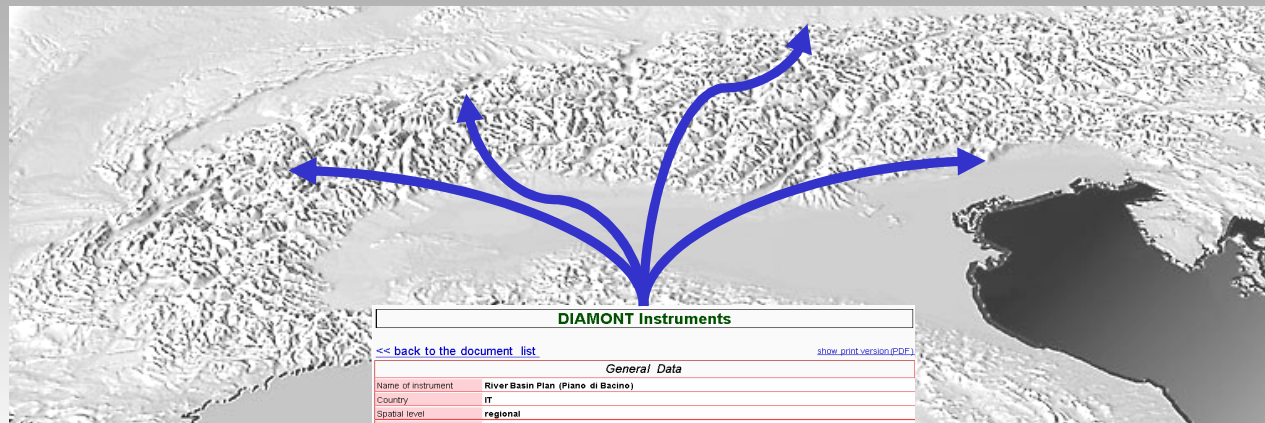 DIAMONT Instruments
<< back to the document list
show print version(PDF)
General Data
Name of instrument River Basin Plan (Piano di Bacino)
Country IT
Spatial level regional